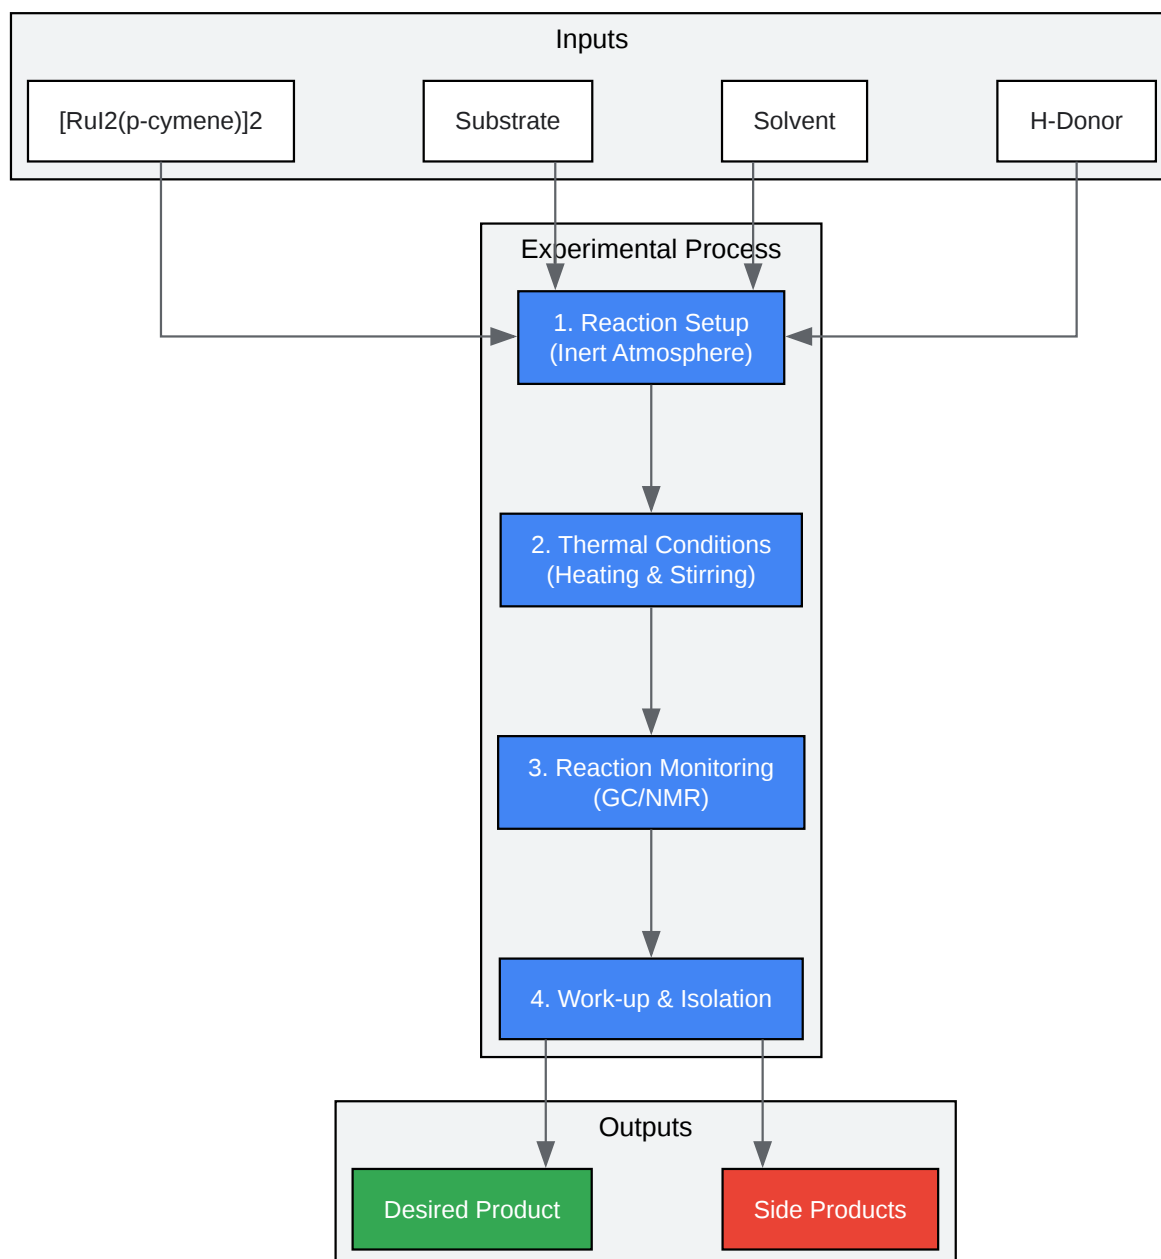 Inputs
[RuI2(p-cymene)]2
Substrate
Solvent
H-Donor
Experimental Process
1. Reaction Setup
(Inert Atmosphere)
2. Thermal Conditions
(Heating & Stirring)
3. Reaction Monitoring
(GC/NMR)
4. Work-up & Isolation
Outputs
Desired Product
Side Products